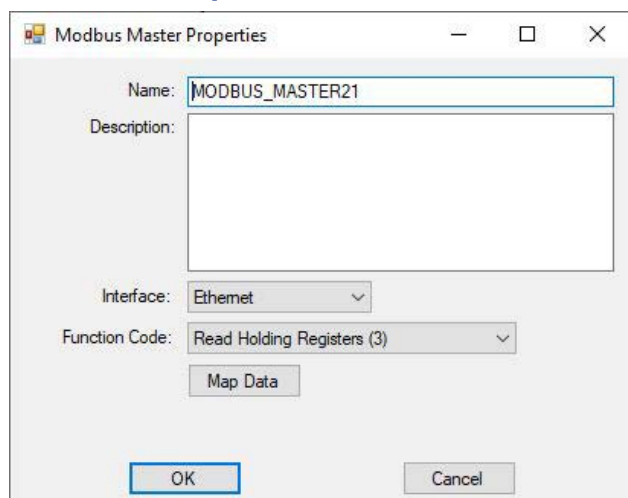 Modbus Master Properties
Name: MODBUS_MASTER21
Description:
Interface: Ethernet
Function Code: Read Holding Registers (3)
Map Data
OK Cancel